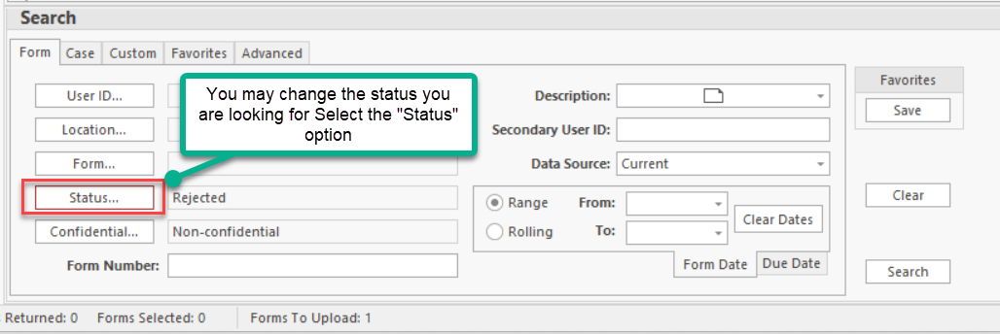 Search
Form Case Custom Favorites Advanced
User ID...
You may change the status you
are looking for Select the "Status"
option
Description:
Favorites
Save
Location...
Secondary User ID:
Form...
Data Source: Current
Status... Rejected
Range From:
Clear Dates
Clear
Confidential... Non-confidential
Rolling To:
Form Number:
Form Date Due Date
Search
Returned: 0 Forms Selected: 0 Forms To Upload: 1